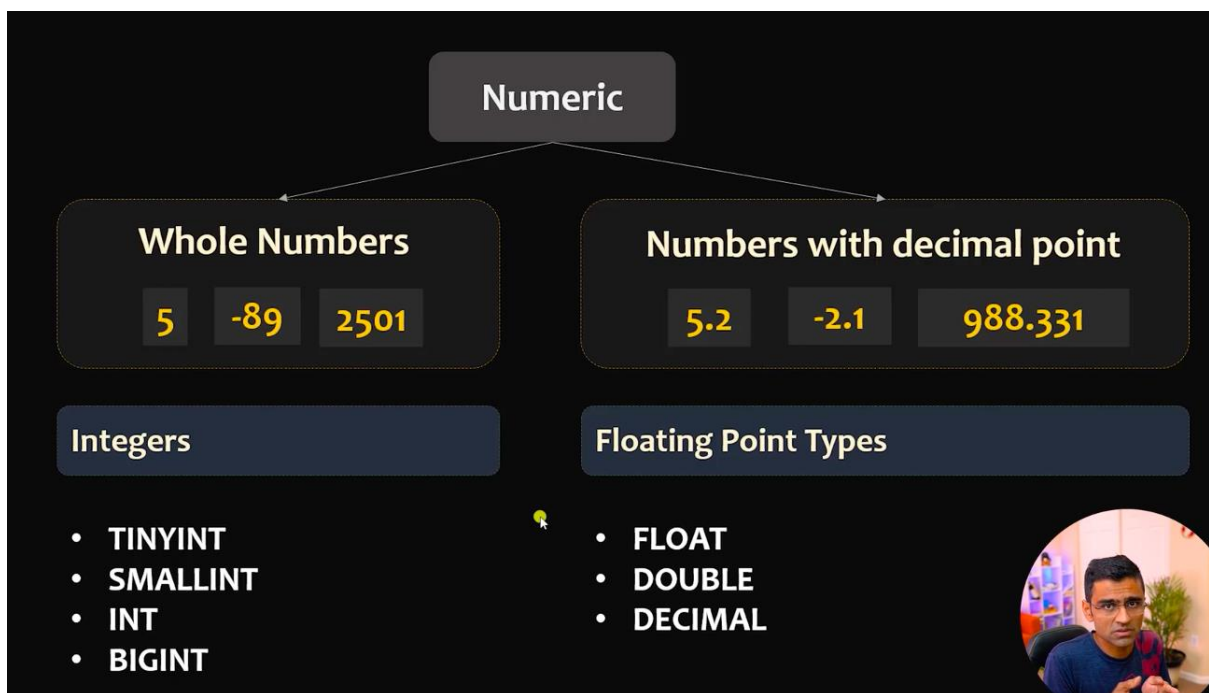 Numeric
Whole Numbers
5 -89 2501
Numbers with decimal point
5.2 -2.1 988.331
Integers
• TINYINT
• SMALLINT
• INT
• BIGINT
Floating Point Types
• FLOAT
• DOUBLE
• DECIMAL